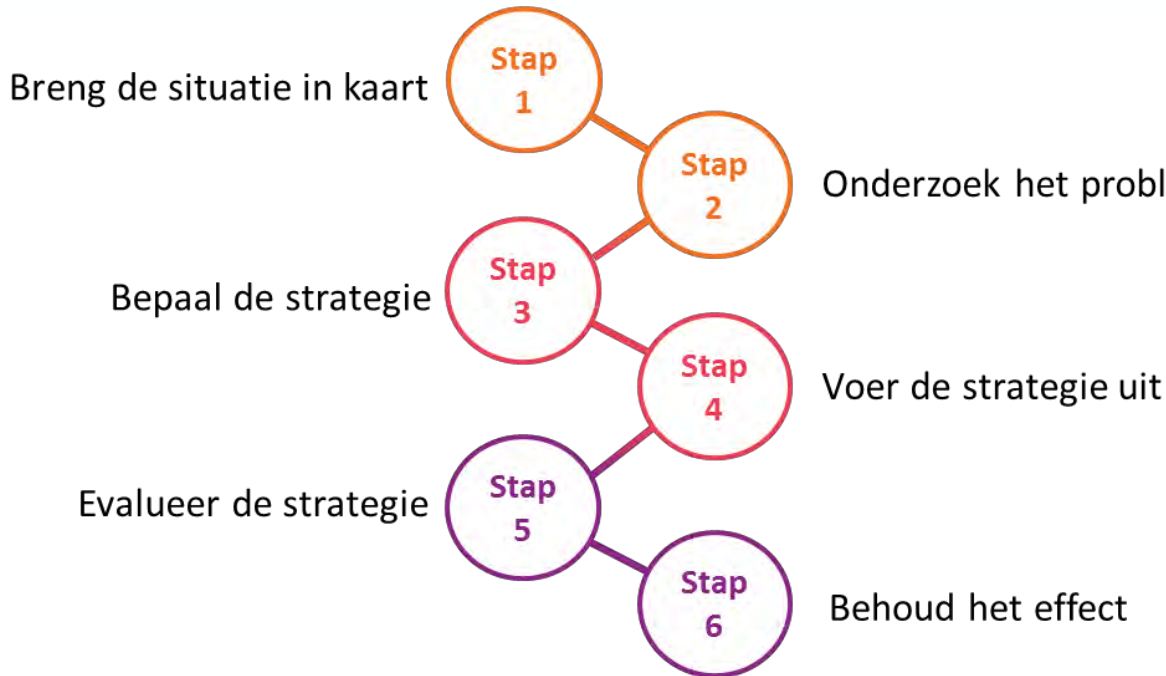 Stap
1
Breng de situatie in kaart
Stap
2
Onderzoek het probl
Stap
3
Bepaal de strategie
Stap
4
Voer de strategie uit
Stap
5
Evalueer de strategie
Stap
6
Behoud het effect